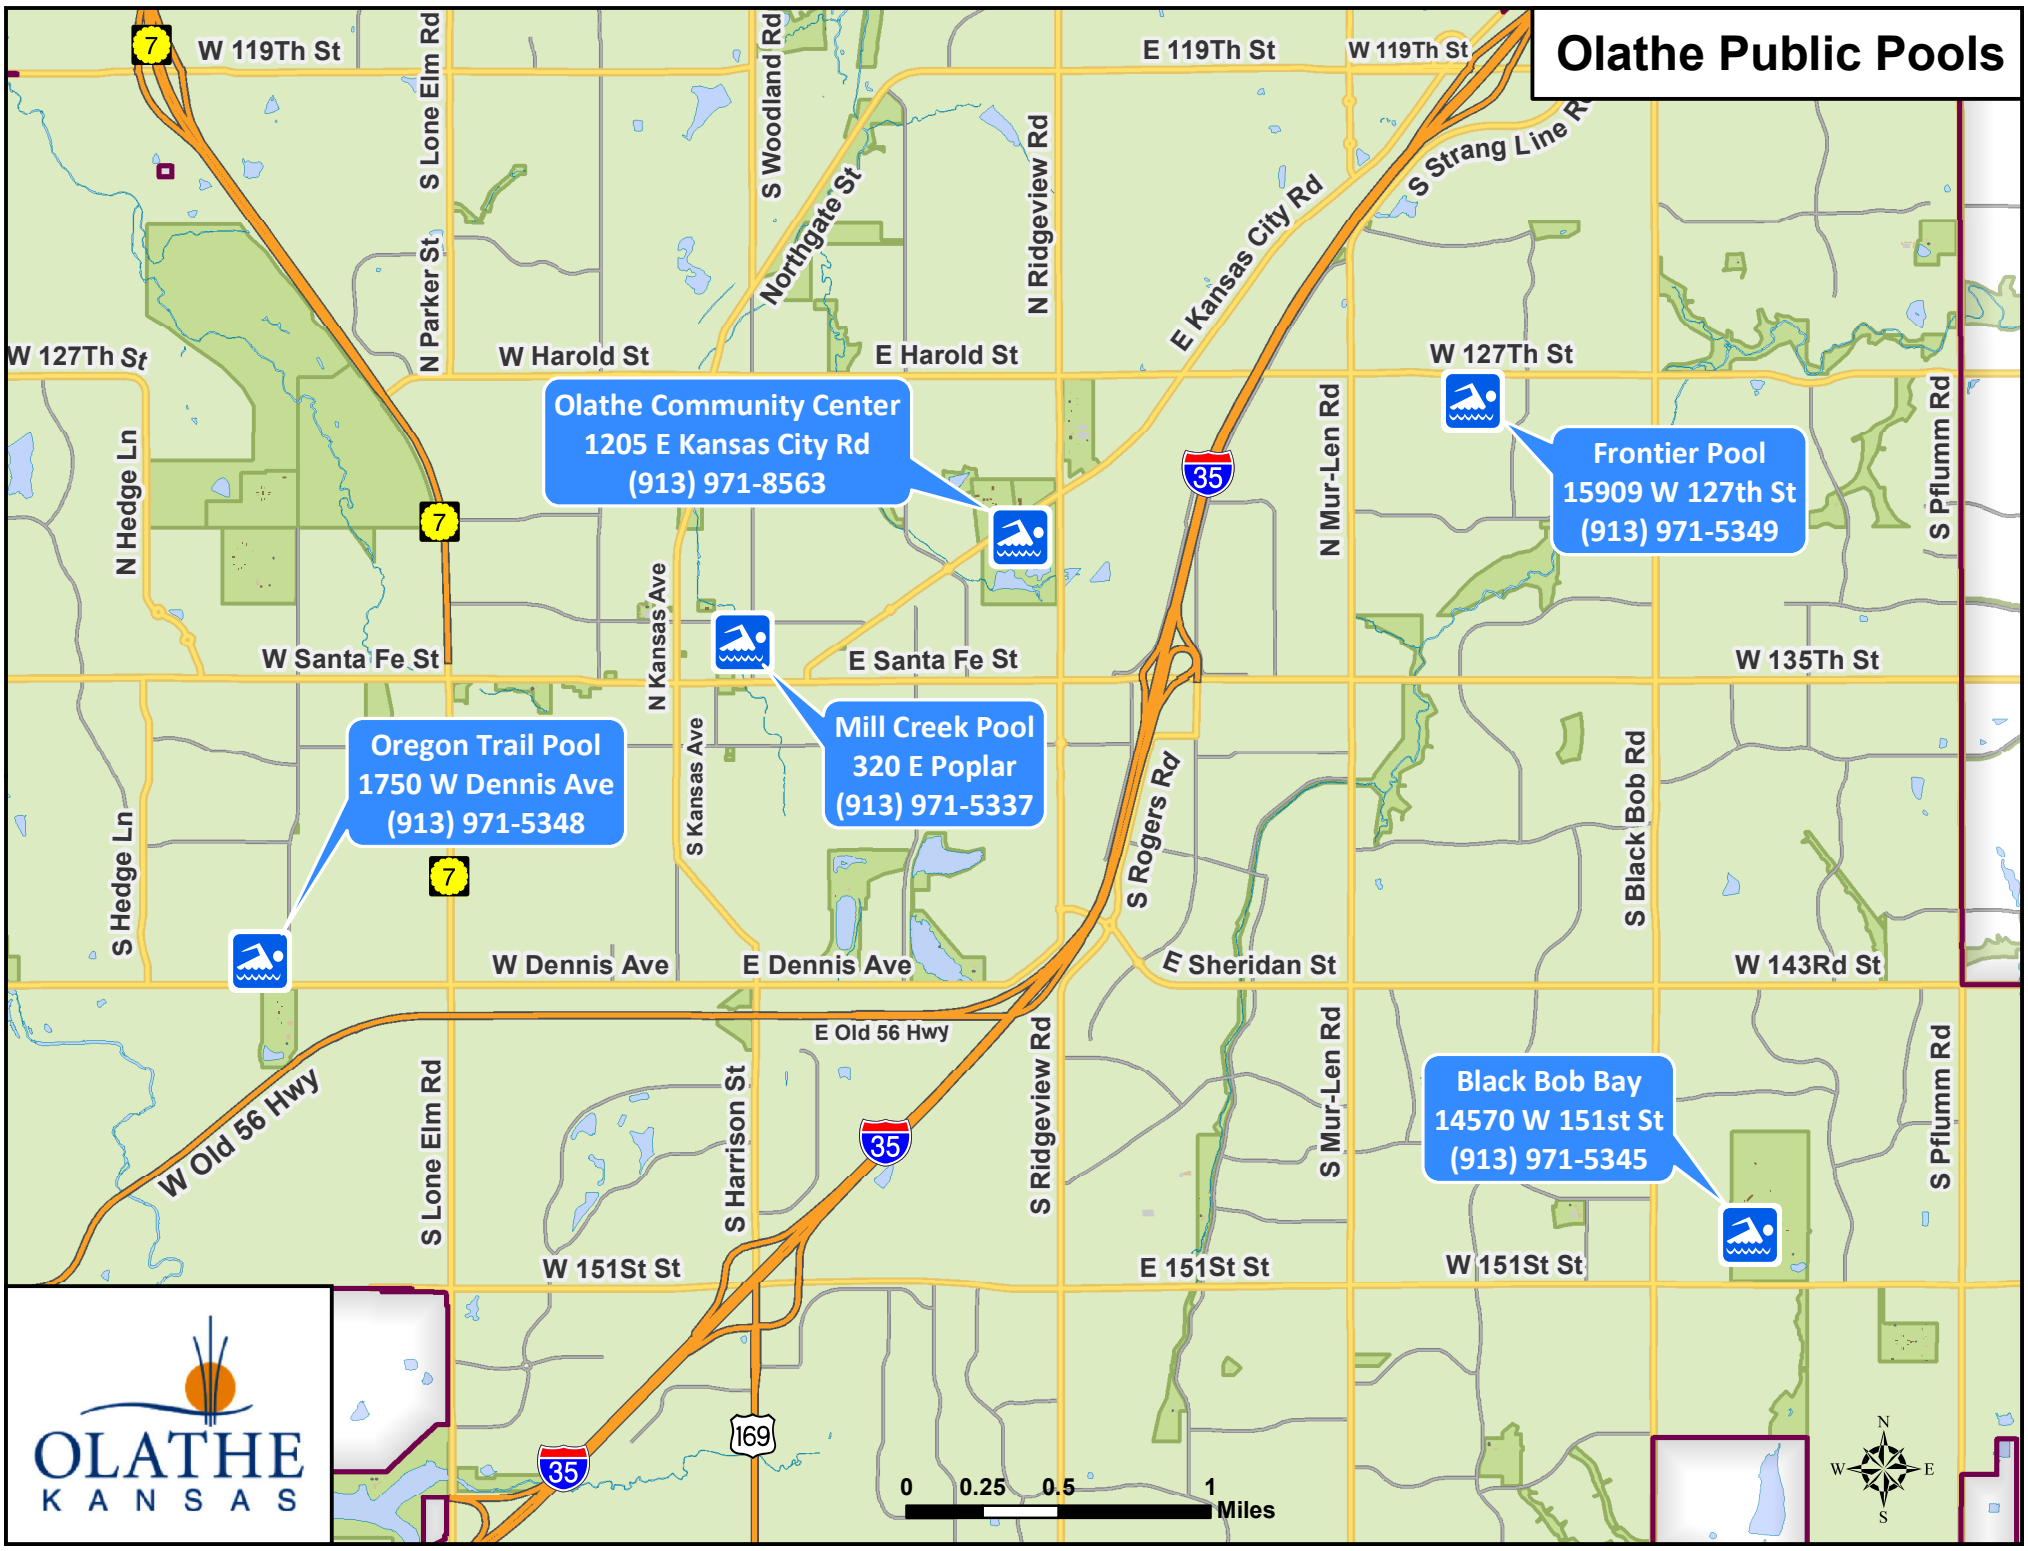 Olathe Public Pools
7
W 119Th St
S Lone Elm Rd
S Woodland Rd
E 119Th St
W 119Th St
S Strang Line Rd
N Ridgeview Rd
Northgate St
E Kansas City Rd
N Parker St
W 127Th St
W Harold St
E Harold St
W 127Th St
Olathe Community Center
1205 E Kansas City Rd
(913) 971-8563
Frontier Pool
15909 W 127th St
(913) 971-5349
N Hedge Ln
7
35
N Mur-Len Rd
S Pflumm Rd
N Kansas Ave
W Santa Fe St
E Santa Fe St
W 135Th St
Oregon Trail Pool
1750 W Dennis Ave
(913) 971-5348
Mill Creek Pool
320 E Poplar
(913) 971-5337
S Kansas Ave
S Rogers Rd
S Black Bob Rd
S Hedge Ln
7
W Dennis Ave
E Dennis Ave
E Sheridan St
W 143Rd St
E Old 56 Hwy
W Old 56 Hwy
S Lone Elm Rd
S Harrison St
35
S Ridgeview Rd
S Mur-Len Rd
S Pflumm Rd
Black Bob Bay
14570 W 151st St
(913) 971-5345
W 151St St
E 151St St
W 151St St
OLATHE
KANSAS
35
169
0 0.25 0.5 1
Miles
N
W E
S